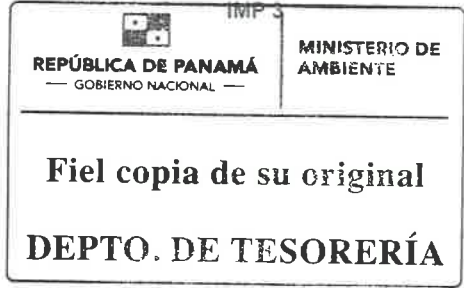 IMP 3
REPÚBLICA DE PANAMÁ
— GOBIERNO NACIONAL —
MINISTERIO DE
AMBIENTE
Fiel copia de su original
DEPTO. DE TESORERÍA